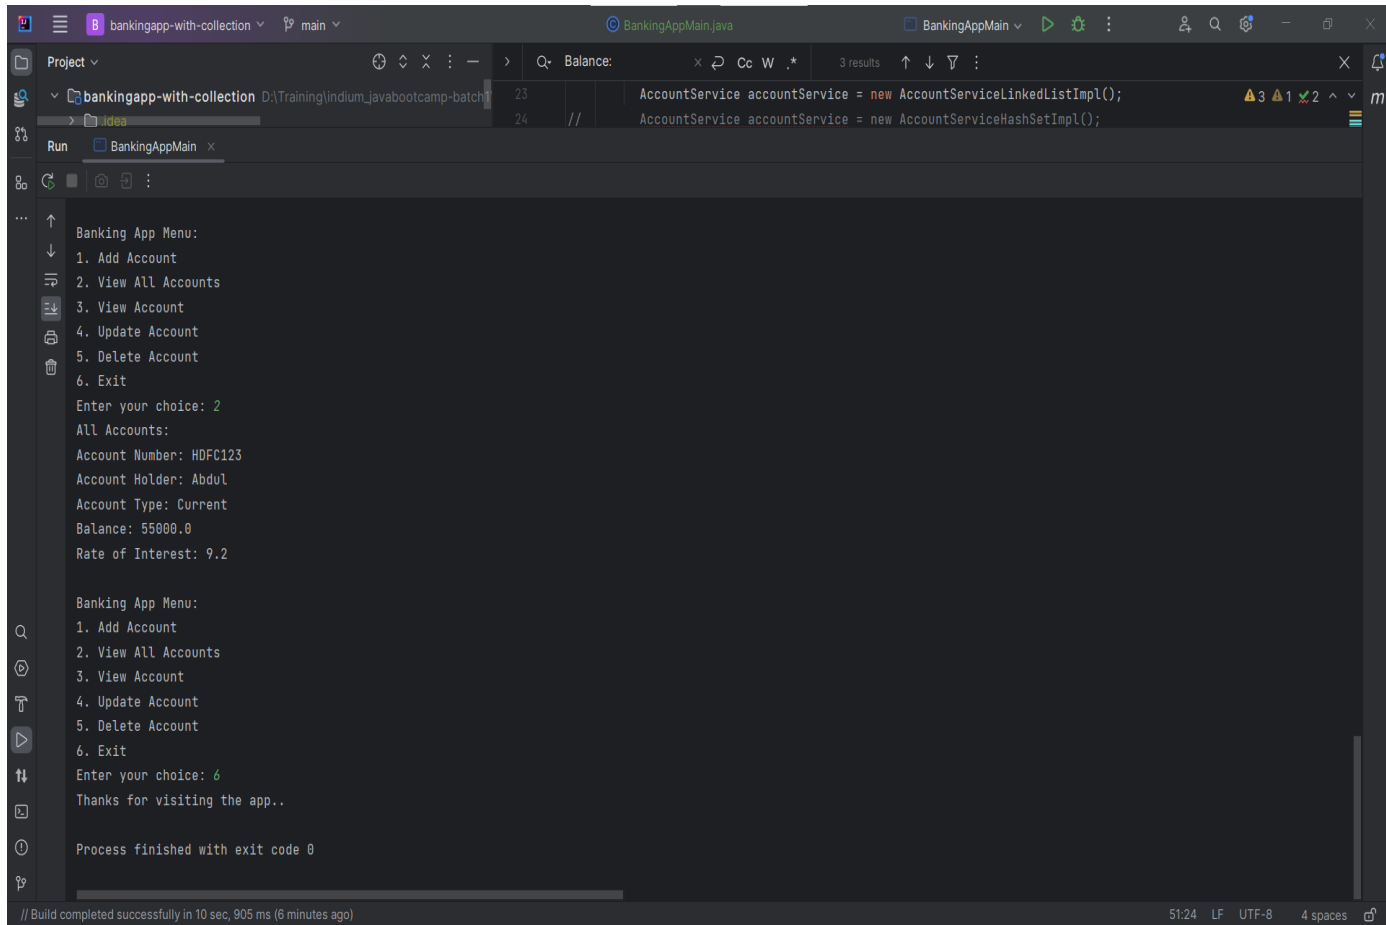 B bankingapp-with-collection main BankingAppMain.java BankingAppMain
Project Balance: Cc W .* 3 results
bankingapp-with-collection D:\Training\indium_javabootcamp-batch1 23 AccountService accountService = new AccountServiceLinkedListImpl(); 3 1 2 m
.idea 24 // AccountService accountService = new AccountServiceHashSetImpl();
Run BankingAppMain
Banking App Menu:
1. Add Account
2. View All Accounts
3. View Account
4. Update Account
5. Delete Account
6. Exit
Enter your choice: 2
All Accounts:
Account Number: HDFC123
Account Holder: Abdul
Account Type: Current
Balance: 55000.0
Rate of Interest: 9.2
Banking App Menu:
1. Add Account
2. View All Accounts
3. View Account
4. Update Account
5. Delete Account
6. Exit
Enter your choice: 6
Thanks for visiting the app..
Process finished with exit code 0
// Build completed successfully in 10 sec, 905 ms (6 minutes ago) 51:24 LF UTF-8 4 spaces